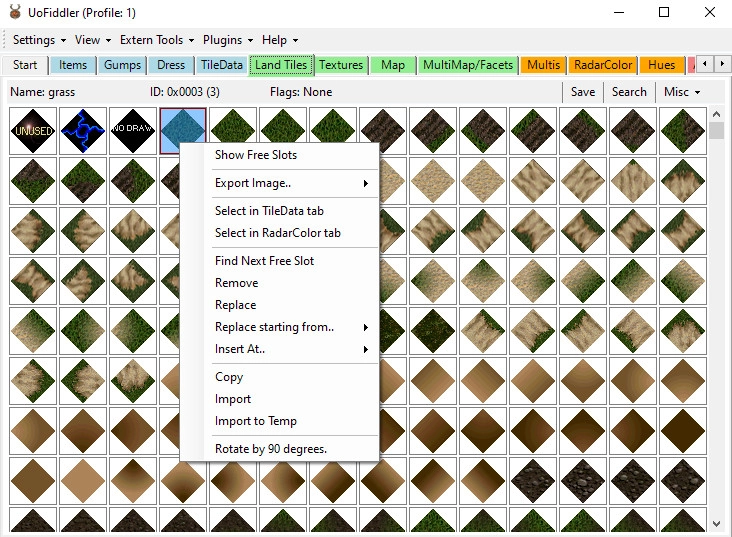 UoFiddler (Profile: 1)
Settings View Extern Tools Plugins Help
Start Items Gumps Dress TileData Land Tiles Textures Map MultiMap/Facets Multis RadarColor Hues
Name: grass ID: 0x0003 (3) Flags: None Save Search Misc
UNUSED NO DRAW
Show Free Slots
Export Image..
Select in TileData tab
Select in RadarColor tab
Find Next Free Slot
Remove
Replace
Replace starting from..
Insert At..
Copy
Import
Import to Temp
Rotate by 90 degrees.